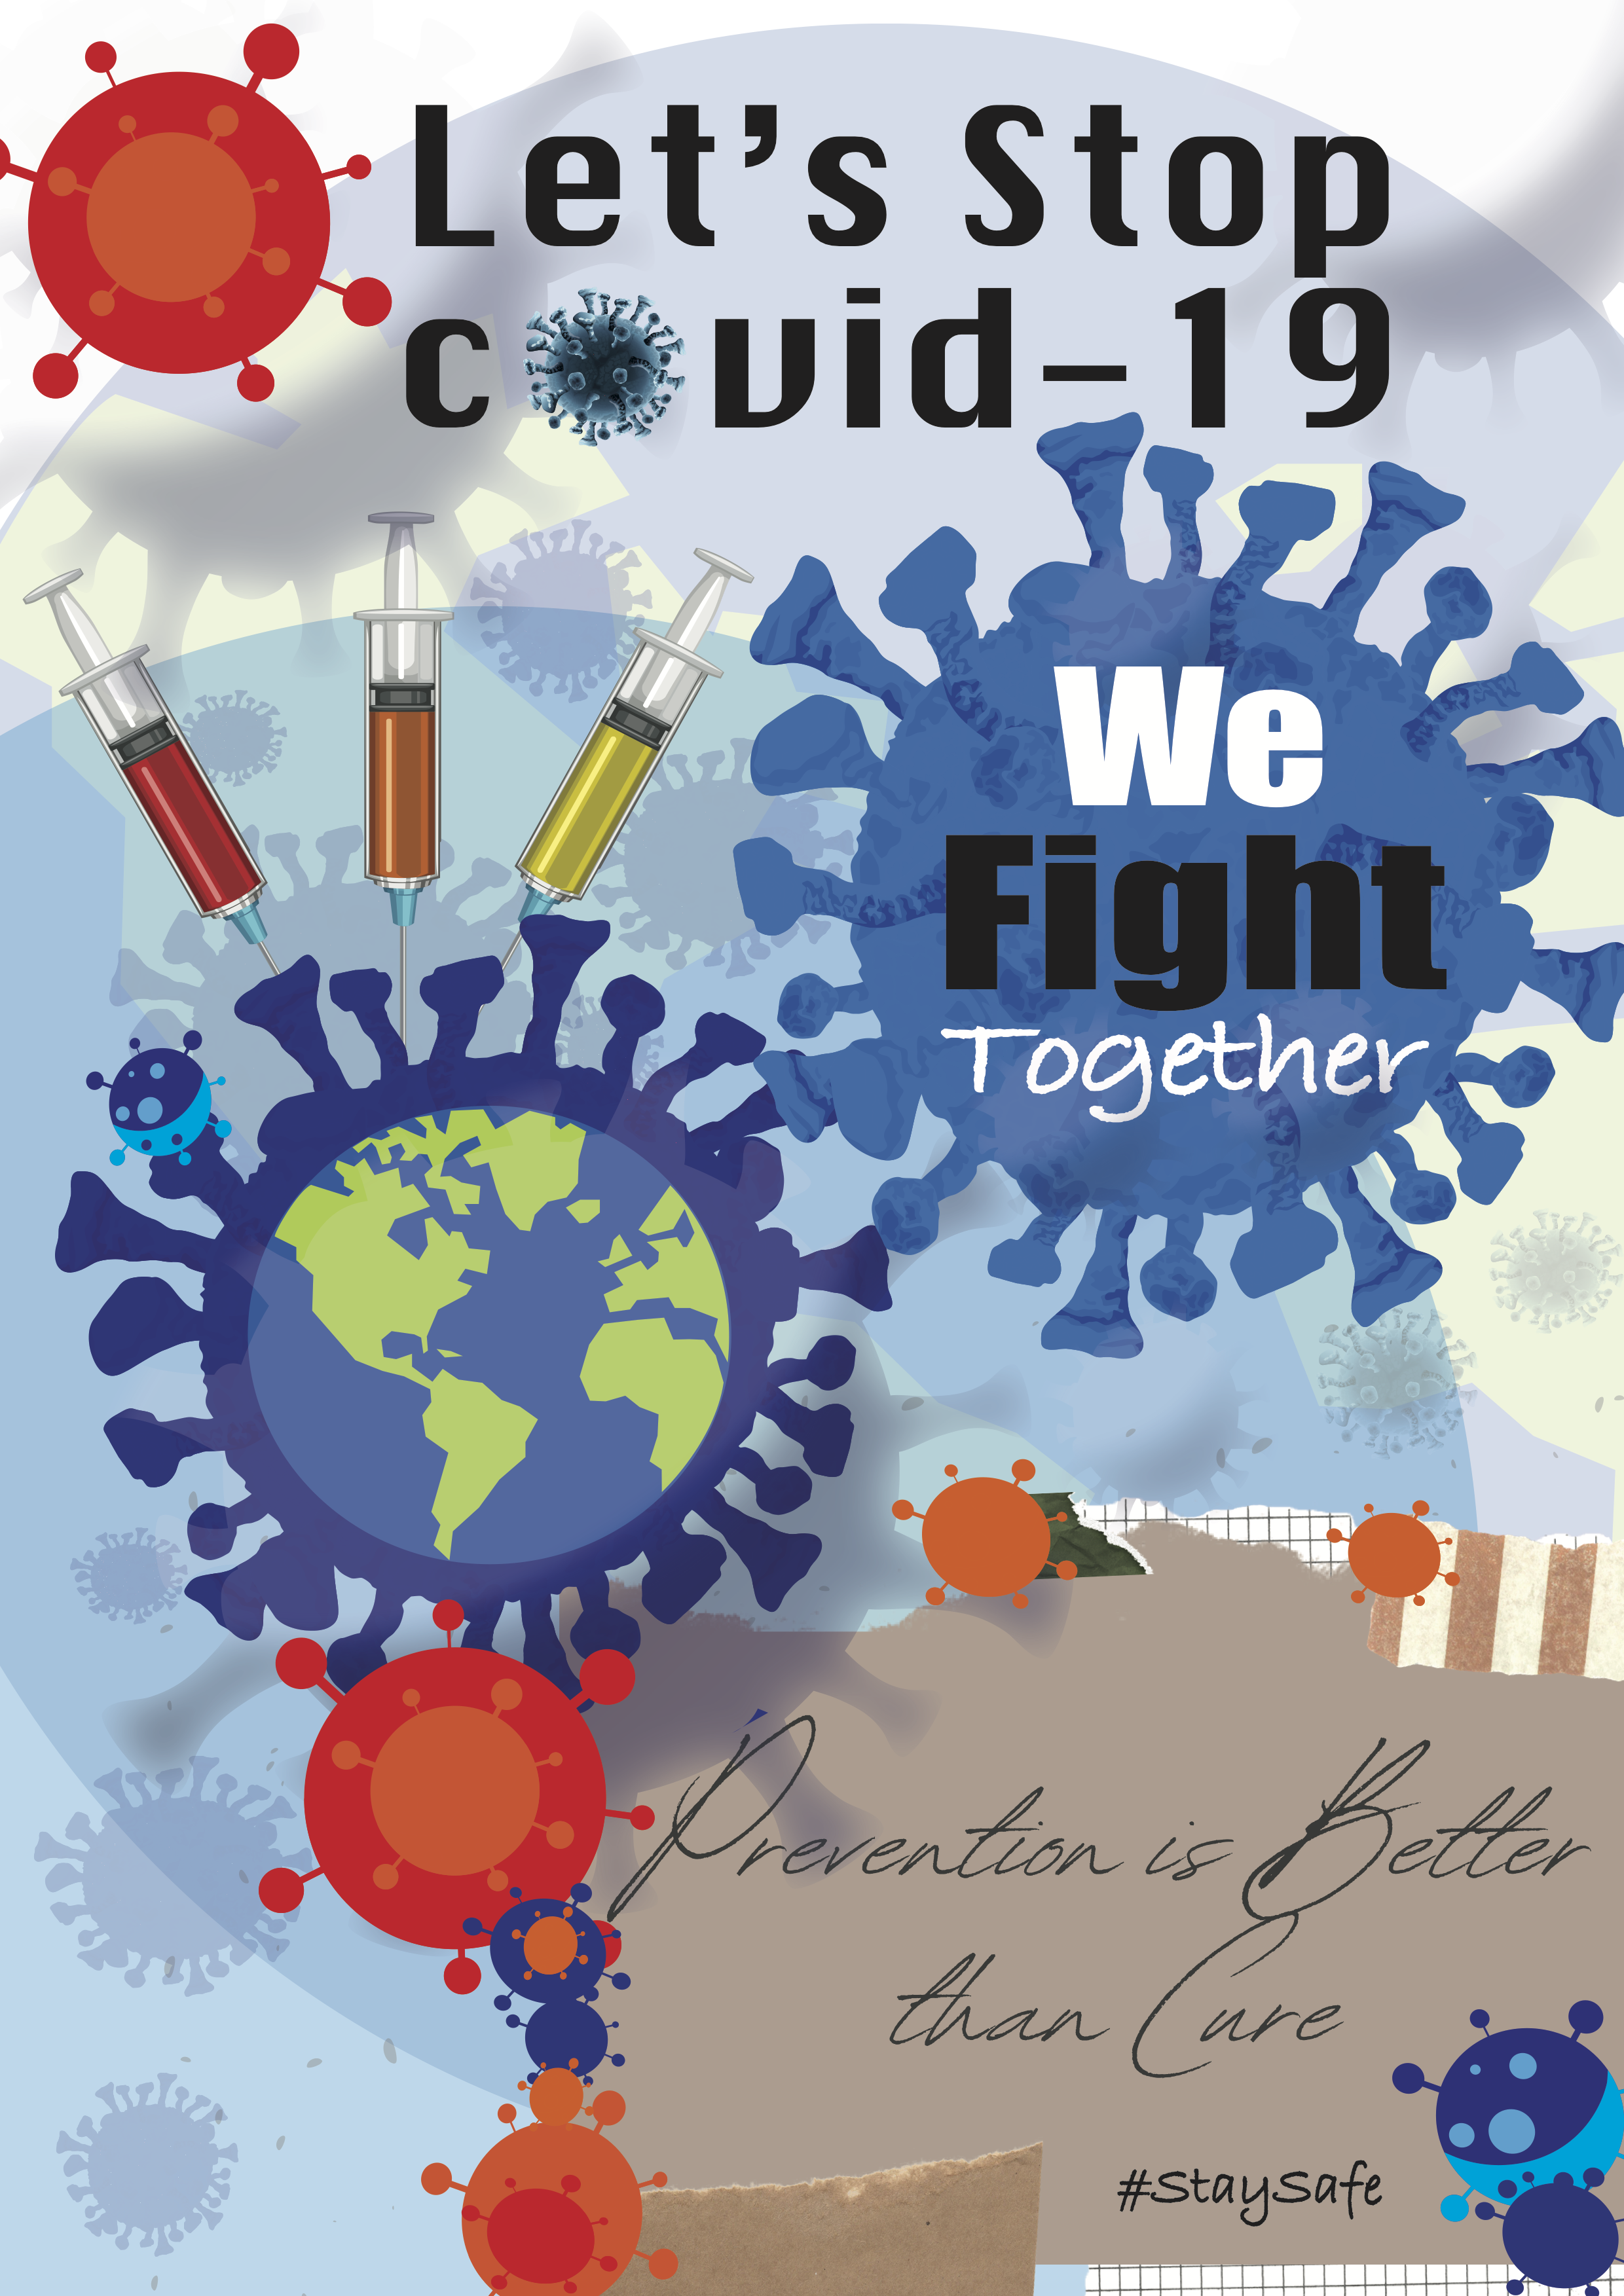 Let's Stop
covid-19
We
Fight
Together
Prevention is Better
than Cure
#StaySafe